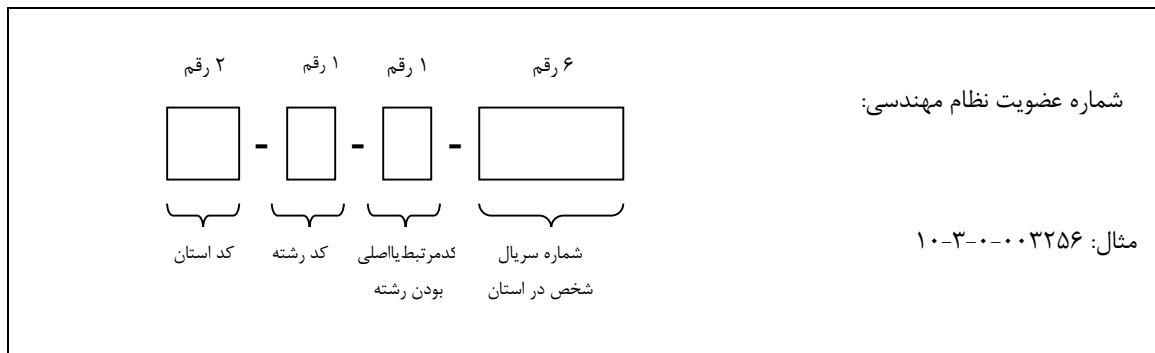 شماره عضویت نظام مهندسی:
۶ رقم ۱ رقم ۱ رقم ۲ رقم
- - -
شماره سریال شخص در استان
کدمرتبط‌یااصلی بودن رشته
کد رشته
کد استان
مثال: ۰۰۳۲۵۶-۰-۳-۱۰